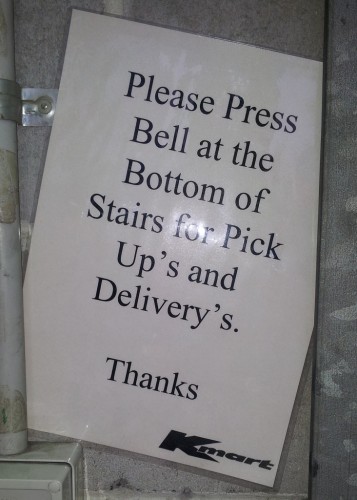 Please Press
Bell at the
Bottom of
Stairs for Pick
Up's and
Delivery's.
Thanks
Kmart